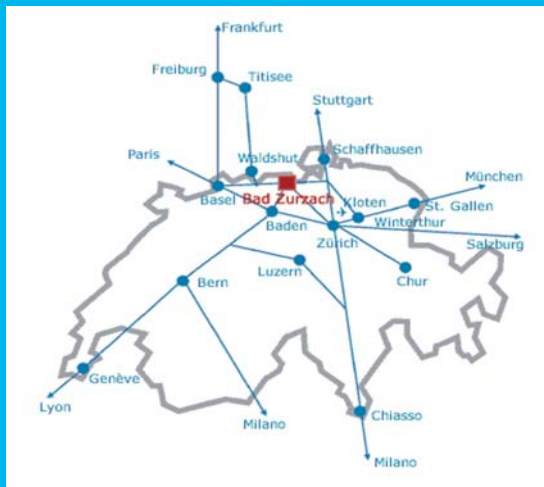 Frankfurt
Freiburg
Titisee
Stuttgart
Schaffhausen
Paris
Waldshut
München
Basel
Bad Zurzach
Kloten
St. Gallen
Baden
Winterthur
Zürich
Salzburg
Luzern
Chur
Bern
Genève
Lyon
Milano
Chiasso
Milano